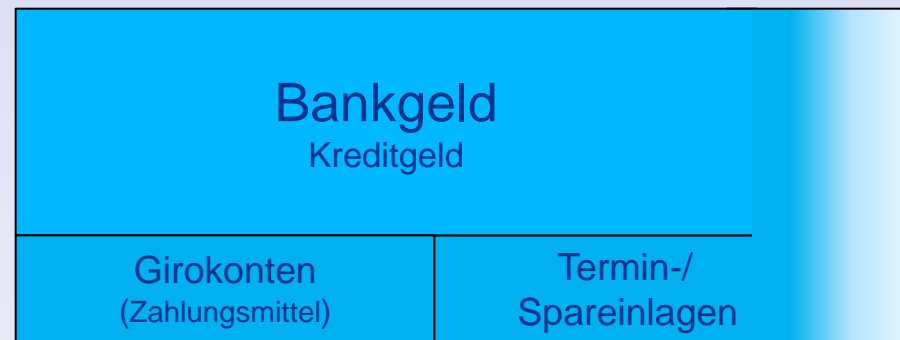 Bankgeld
Kreditgeld
Girokonten
(Zahlungsmittel)
Termin-/
Spareinlagen